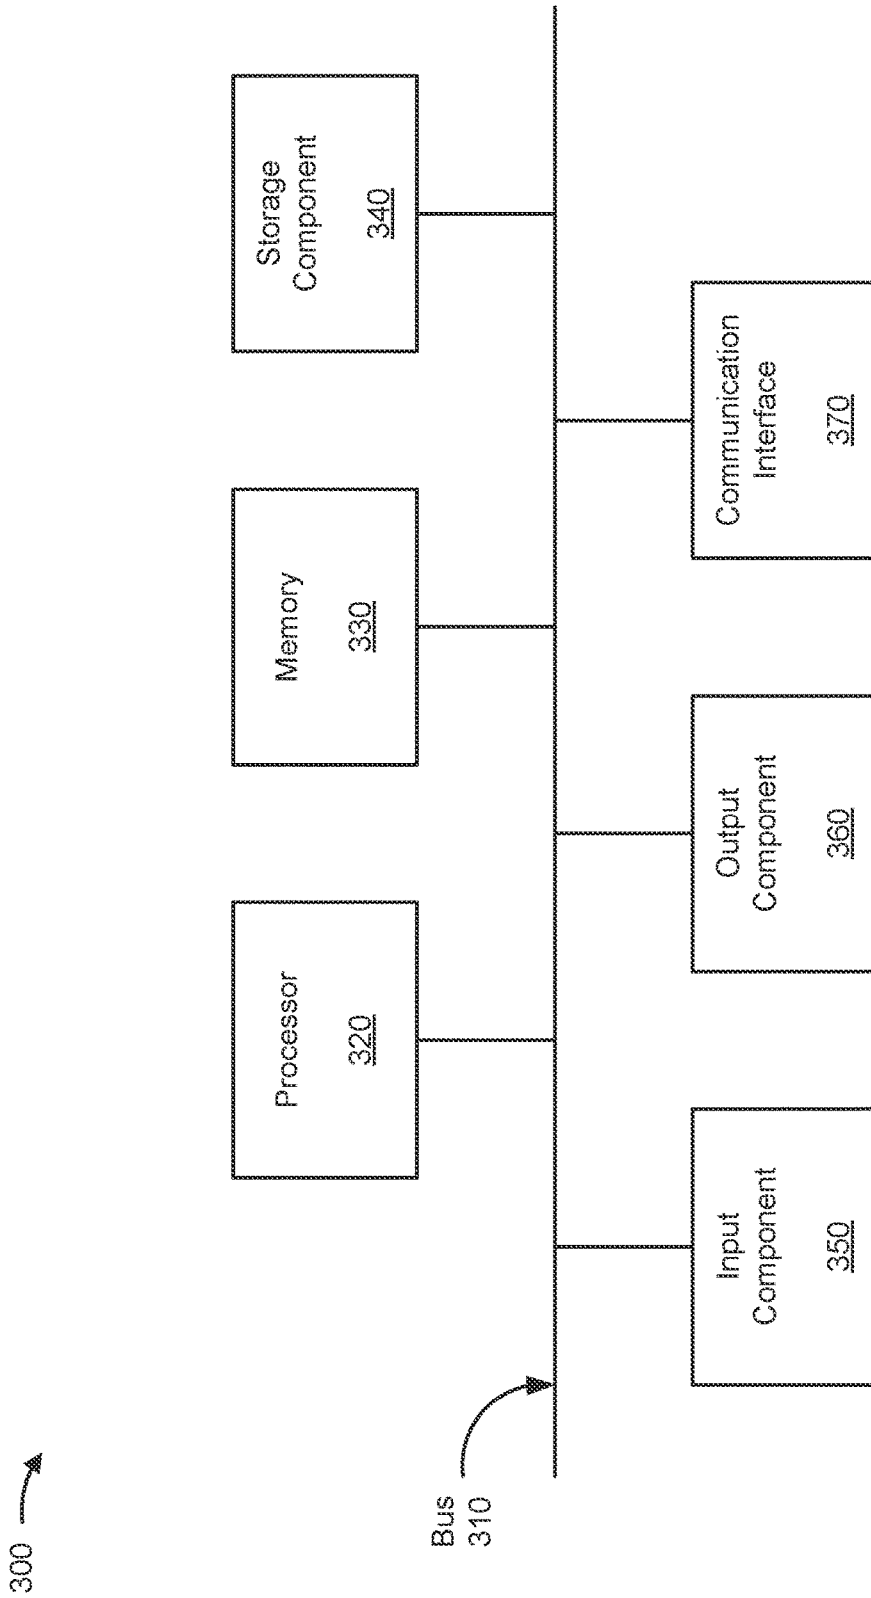 300
Bus
310
Processor
320
Memory
330
Storage
Component
340
Input
Component
350
Output
Component
360
Communication
Interface
370